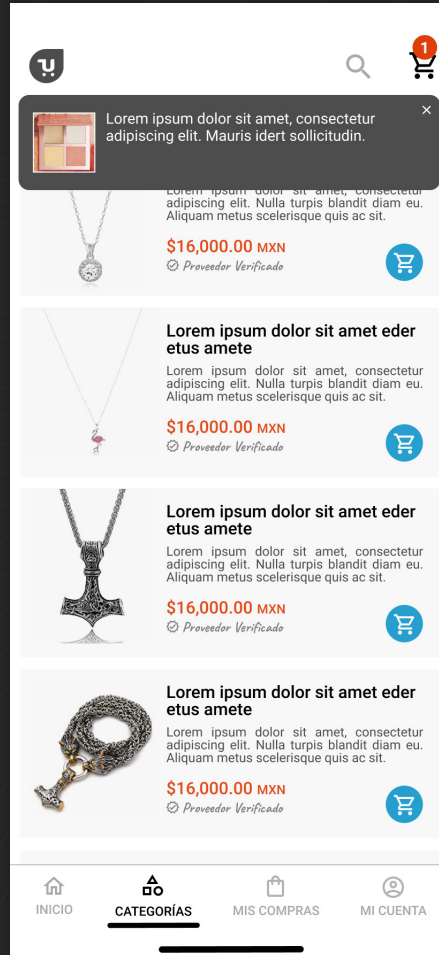 1
Lorem ipsum dolor sit amet, consectetur
adipiscing elit. Mauris idert sollicitudin.
Lorem ipsum dolor sit amet, consectetur
adipiscing elit. Nulla turpis blandit diam eu.
Aliquam metus scelerisque quis ac sit.
$16,000.00 MXN
Proveedor Verificado
Lorem ipsum dolor sit amet eder
etus amete
Lorem ipsum dolor sit amet, consectetur
adipiscing elit. Nulla turpis blandit diam eu.
Aliquam metus scelerisque quis ac sit.
$16,000.00 MXN
Proveedor Verificado
Lorem ipsum dolor sit amet eder
etus amete
Lorem ipsum dolor sit amet, consectetur
adipiscing elit. Nulla turpis blandit diam eu.
Aliquam metus scelerisque quis ac sit.
$16,000.00 MXN
Proveedor Verificado
Lorem ipsum dolor sit amet eder
etus amete
Lorem ipsum dolor sit amet, consectetur
adipiscing elit. Nulla turpis blandit diam eu.
Aliquam metus scelerisque quis ac sit.
$16,000.00 MXN
Proveedor Verificado
INICIO
CATEGORÍAS
MIS COMPRAS
MI CUENTA